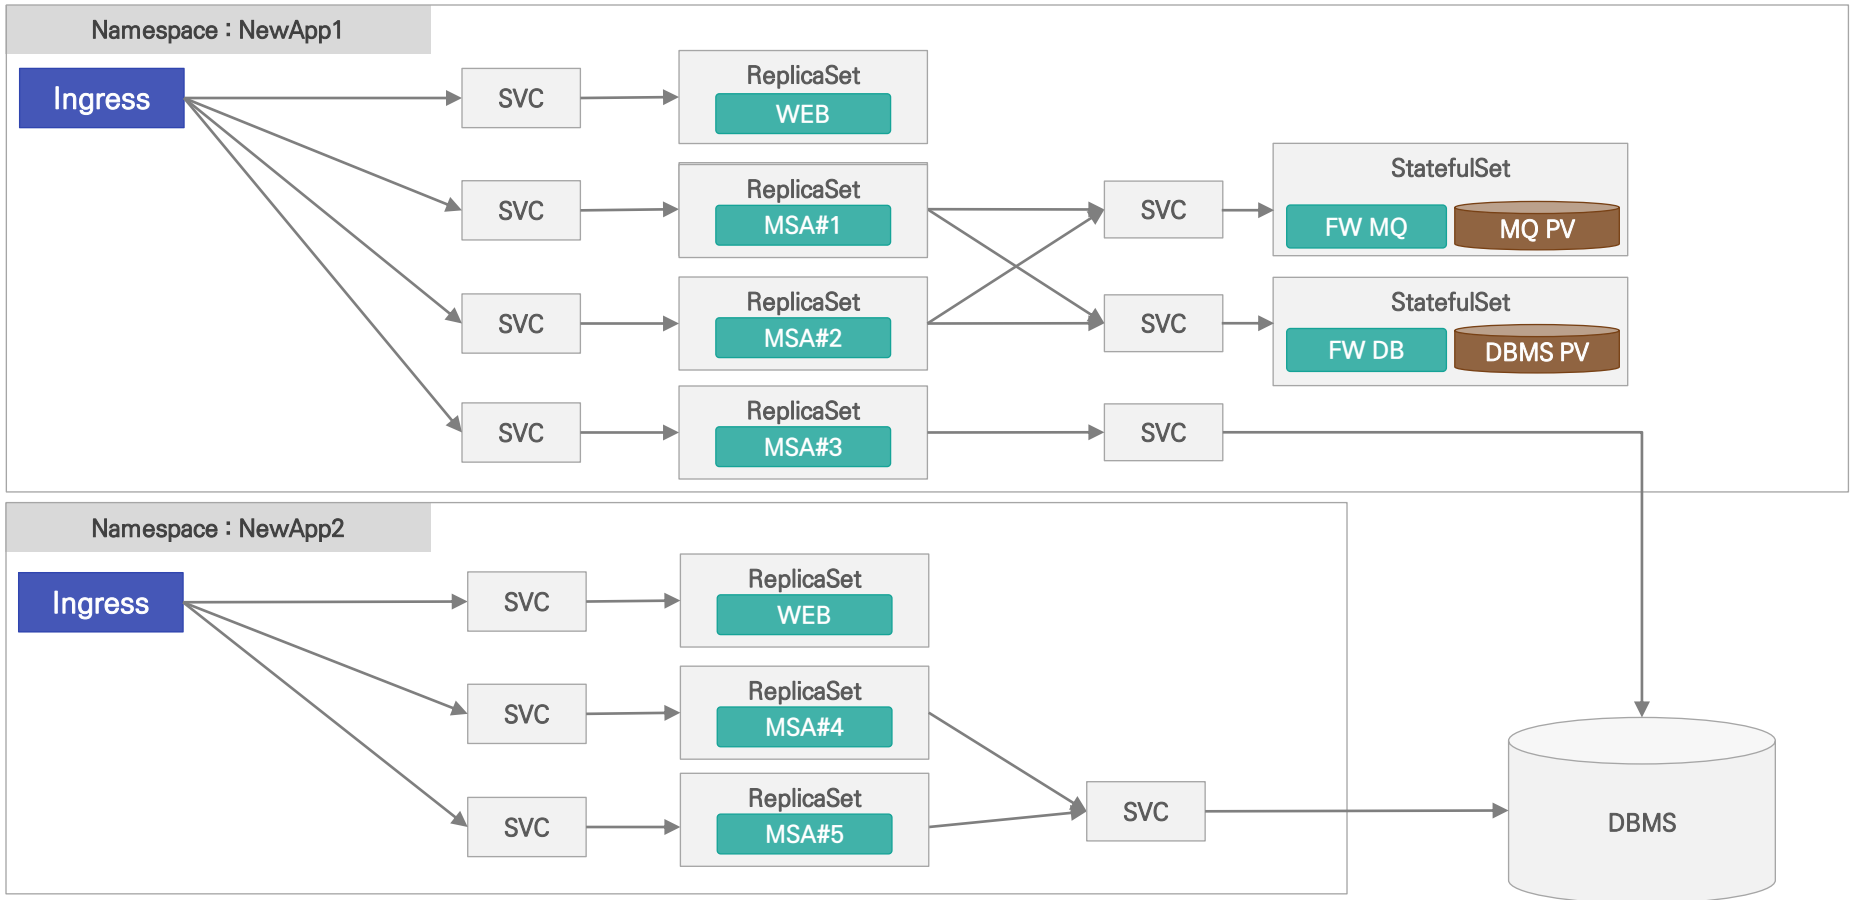 Namespace : NewApp1
Ingress
SVC
ReplicaSet
WEB
SVC
ReplicaSet
MSA#1
SVC
StatefulSet
FW MQ
MQ PV
SVC
ReplicaSet
MSA#2
SVC
StatefulSet
FW DB
DBMS PV
SVC
ReplicaSet
MSA#3
SVC
Namespace : NewApp2
Ingress
SVC
ReplicaSet
WEB
SVC
ReplicaSet
MSA#4
SVC
ReplicaSet
MSA#5
SVC
DBMS